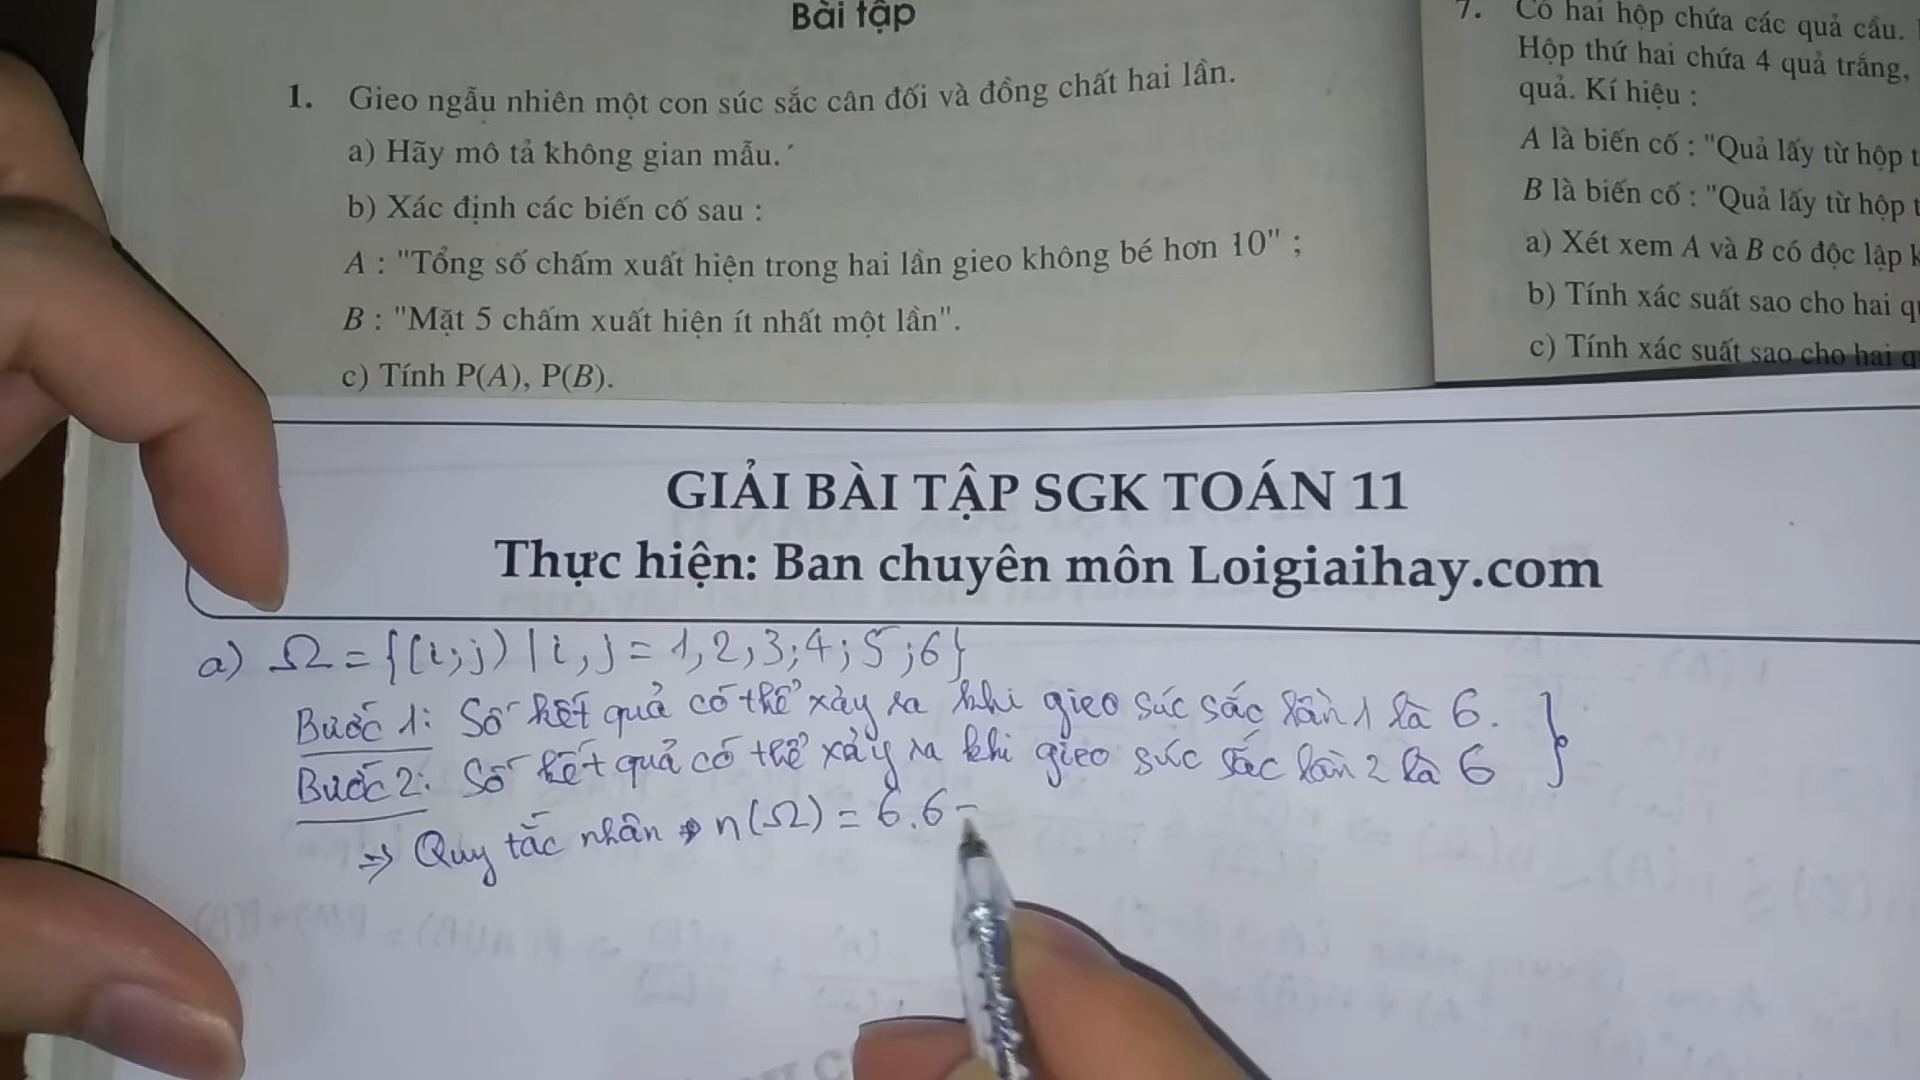 Bài tập
1. Gieo ngẫu nhiên một con súc sắc cân đối và đồng chất hai lần.
a) Hãy mô tả không gian mẫu.
b) Xác định các biến cố sau :
A : "Tổng số chấm xuất hiện trong hai lần gieo không bé hơn 10" ;
B : "Mặt 5 chấm xuất hiện ít nhất một lần".
c) Tính P(A), P(B).
7. Có hai hộp chứa các quả cầu.
Hộp thứ hai chứa 4 quả trắng,
quả. Kí hiệu :
A là biến cố : "Quả lấy từ hộp
B là biến cố : "Quả lấy từ hộp
a) Xét xem A và B có độc lập
b) Tính xác suất sao cho hai
c) Tính xác suất sao cho hai
GIẢI BÀI TẬP SGK TOÁN 11
Thực hiện: Ban chuyên môn Loigiaihay.com
a) Ω = {(i;j) | i,j = 1,2,3;4;5;6}
Bước 1: Số kết quả có thể xảy ra khi gieo súc sắc lần 1 là 6.
Bước 2: Số kết quả có thể xảy ra khi gieo súc sắc lần 2 là 6
⇒ Quy tắc nhân n(Ω) = 6.6=